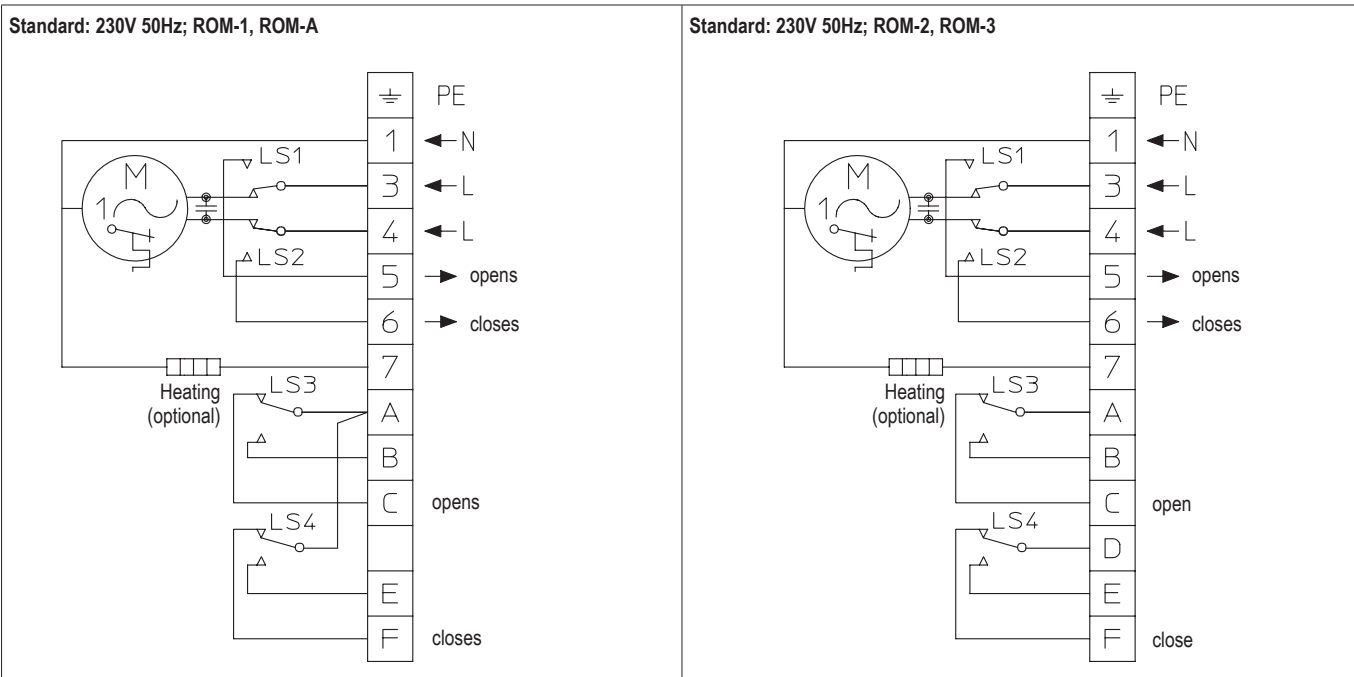 Standard: 230V 50Hz; ROM-1, ROM-A
PE
1 N
LS1
M
3 L
1
4 L
LS2
5 opens
6 closes
7
Heating
(optional)
LS3
A
B
C opens
LS4
E
F closes
Standard: 230V 50Hz; ROM-2, ROM-3
PE
1 N
LS1
M
3 L
1
4 L
LS2
5 opens
6 closes
7
Heating
(optional)
LS3
A
B
C open
LS4
D
E
F close